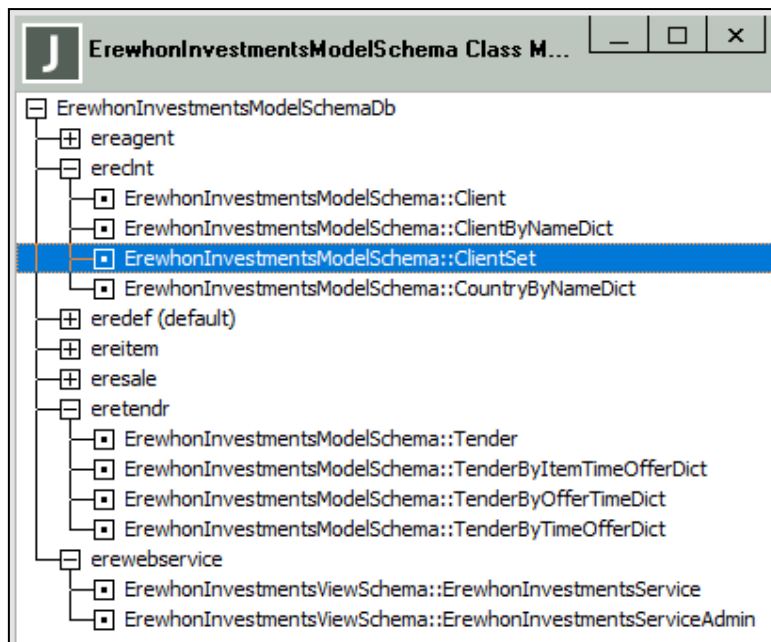 J
ErewhonInvestmentsModelSchema Class M...
ErewhonInvestmentsModelSchemaDb
ereagent
ereclnt
ErewhonInvestmentsModelSchema::Client
ErewhonInvestmentsModelSchema::ClientByNameDict
ErewhonInvestmentsModelSchema::ClientSet
ErewhonInvestmentsModelSchema::CountryByNameDict
eredef (default)
ereitem
eresale
eretendr
ErewhonInvestmentsModelSchema::Tender
ErewhonInvestmentsModelSchema::TenderByItemTimeOfferDict
ErewhonInvestmentsModelSchema::TenderByOfferTimeDict
ErewhonInvestmentsModelSchema::TenderByTimeOfferDict
erewebservice
ErewhonInvestmentsViewSchema::ErewhonInvestmentsService
ErewhonInvestmentsViewSchema::ErewhonInvestmentsServiceAdmin